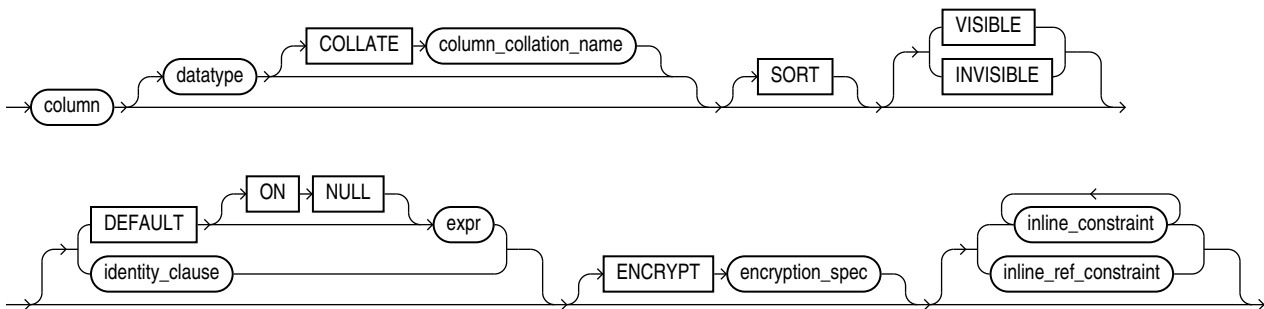 COLLATE column_collation_name VISIBLE
datatype SORT INVISIBLE
column
ON NULL
DEFAULT expr inline_constraint
identity_clause ENCRYPT encryption_spec inline_ref_constraint